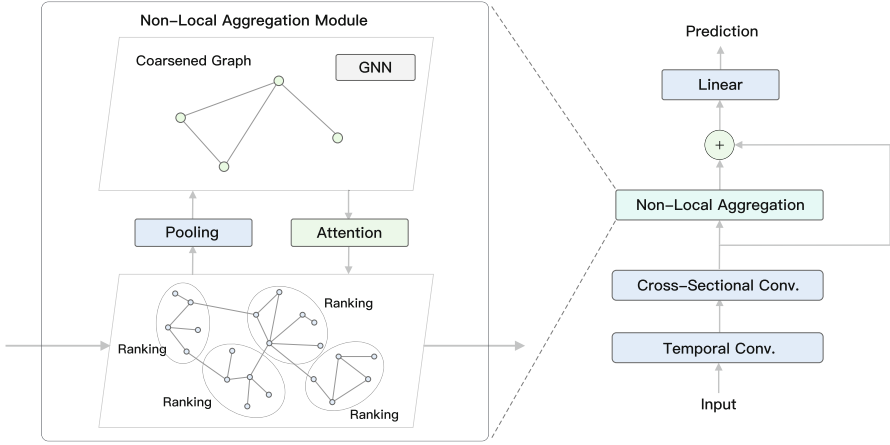 Non-Local Aggregation Module
Coarsened Graph
GNN
Pooling
Attention
Ranking
Ranking
Ranking
Ranking
Prediction
Linear
+
Non-Local Aggregation
Cross-Sectional Conv.
Temporal Conv.
Input